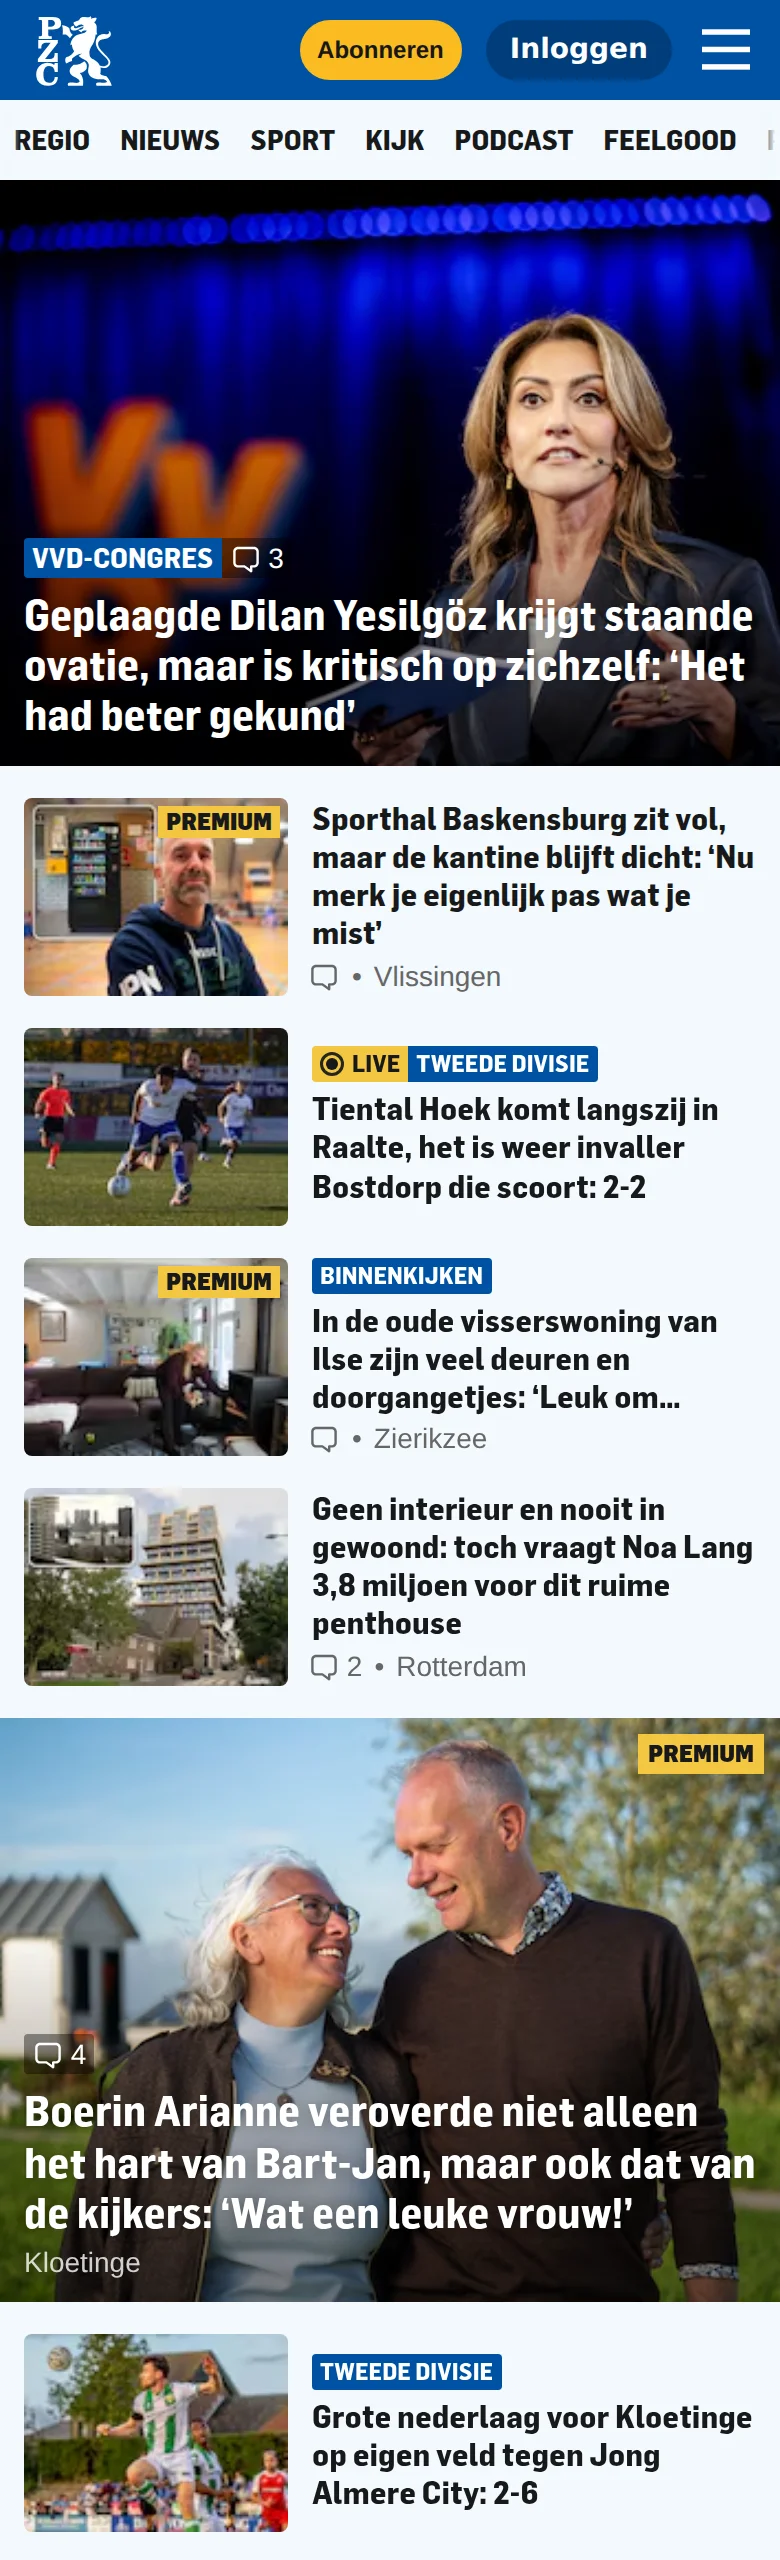 PZC
Abonneren
Inloggen
REGIO NIEUWS SPORT KIJK PODCAST FEELGOOD
VVD-CONGRES 3
Geplaagde Dilan Yesilgöz krijgt staande
ovatie, maar is kritisch op zichzelf: ‘Het
had beter gekund’
PREMIUM
Sporthal Baskensburg zit vol,
maar de kantine blijft dicht: ‘Nu
merk je eigenlijk pas wat je
mist’
• Vlissingen
LIVE TWEEDE DIVISIE
Tiental Hoek komt langszij in
Raalte, het is weer invaller
Bostdorp die scoort: 2-2
PREMIUM
BINNENKIJKEN
In de oude visserswoning van
Ilse zijn veel deuren en
doorgangetjes: ‘Leuk om...
• Zierikzee
Geen interieur en nooit in
gewoond: toch vraagt Noa Lang
3,8 miljoen voor dit ruime
penthouse
2 • Rotterdam
PREMIUM
4
Boerin Arianne veroverde niet alleen
het hart van Bart-Jan, maar ook dat van
de kijkers: ‘Wat een leuke vrouw!’
Kloetinge
TWEEDE DIVISIE
Grote nederlaag voor Kloetinge
op eigen veld tegen Jong
Almere City: 2-6